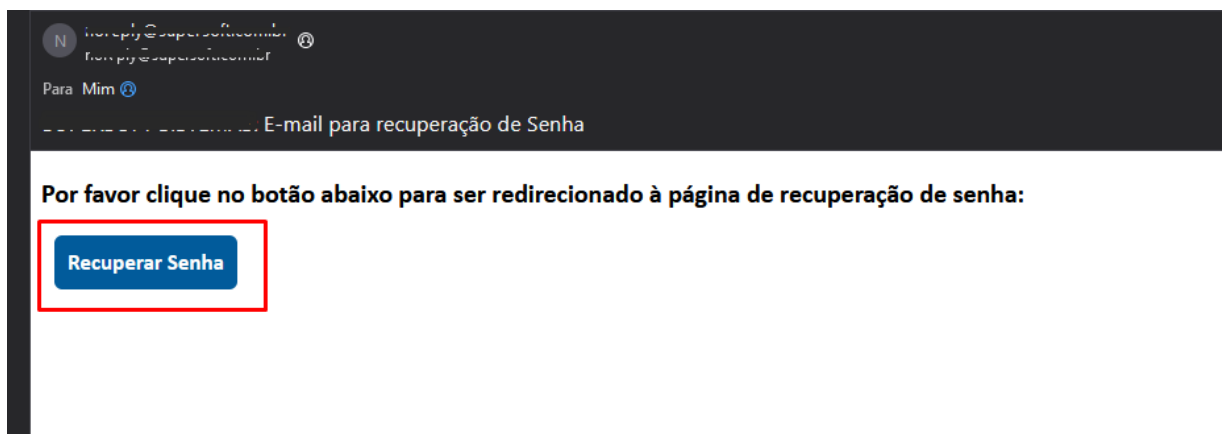 N
Para Mim
E-mail para recuperação de Senha
Por favor clique no botão abaixo para ser redirecionado à página de recuperação de senha:
Recuperar Senha